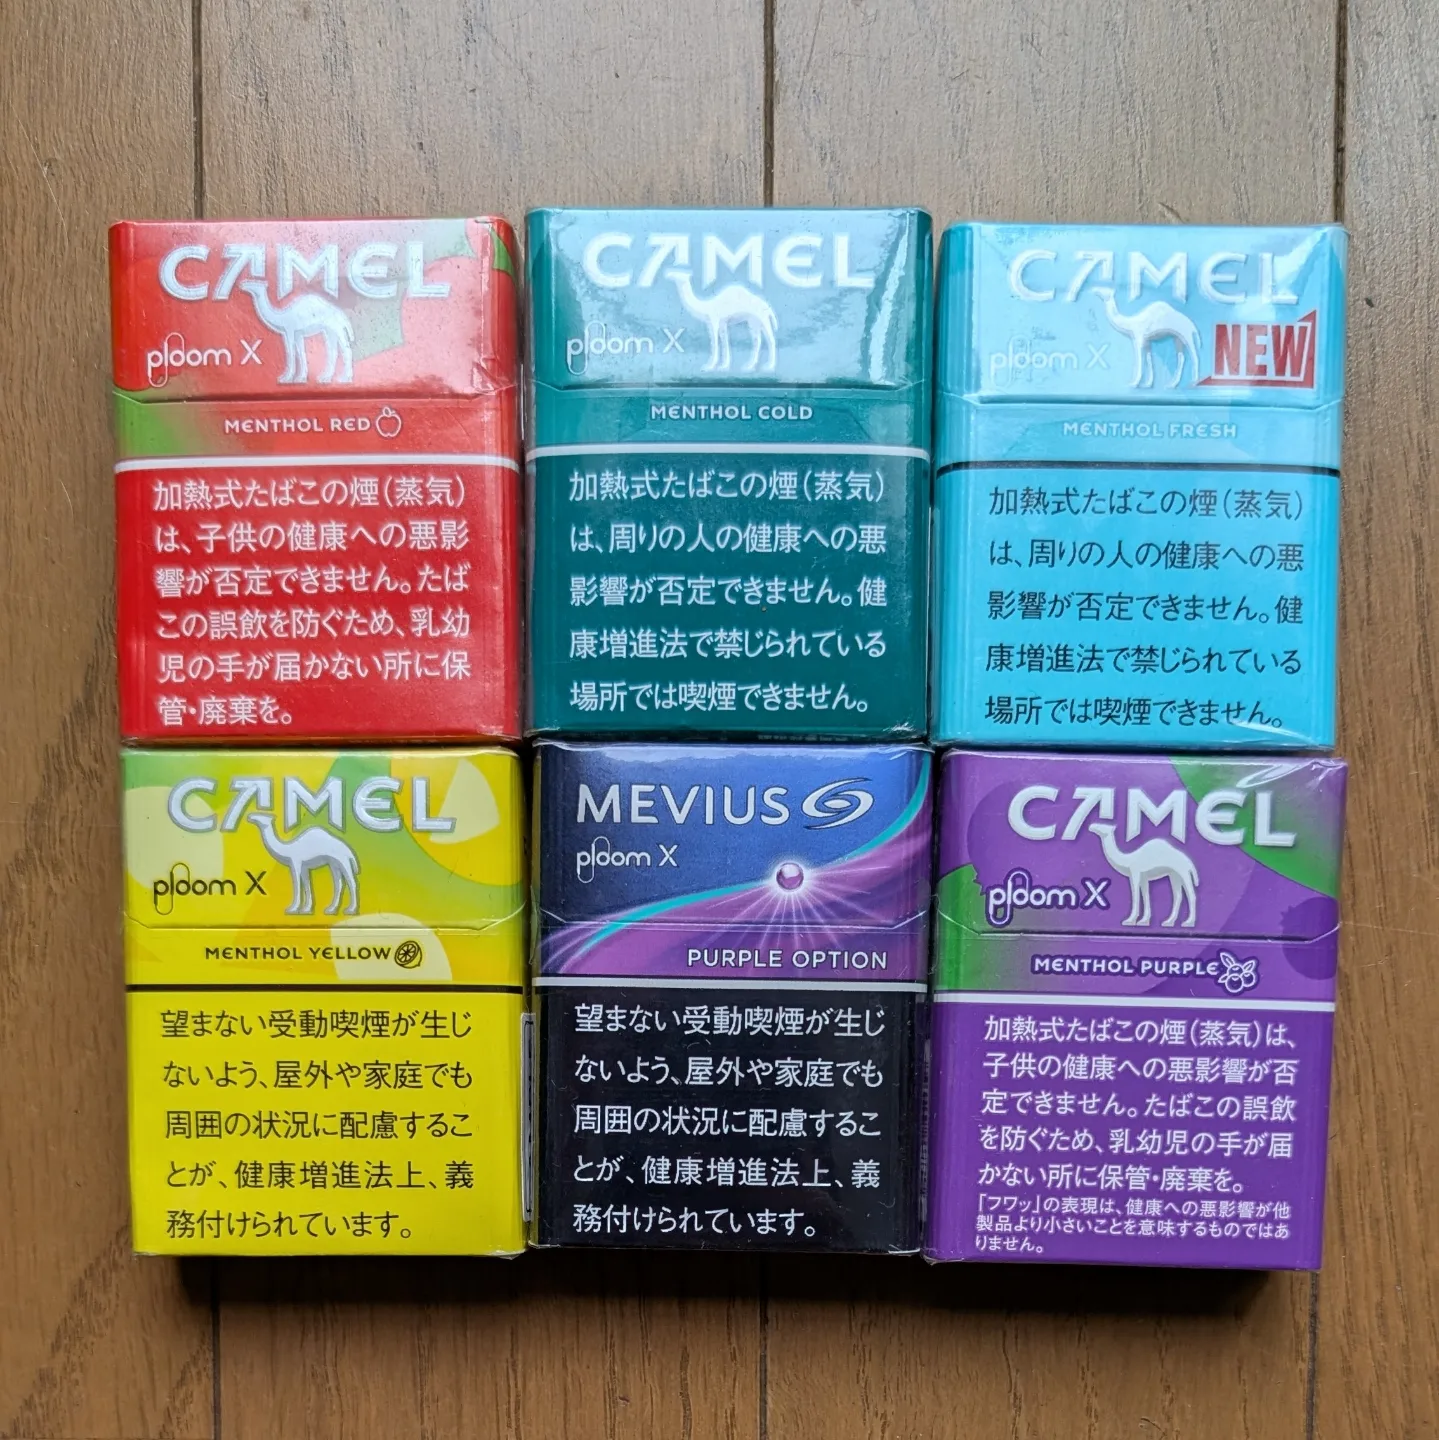 CAMEL
ploom X
MENTHOL RED
加熱式たばこの煙（蒸気）
は、子供の健康への悪影
響が否定できません。たば
この誤飲を防ぐため、乳幼
児の手が届かない所に保
管・廃棄を。
CAMEL
ploom X
MENTHOL COLD
加熱式たばこの煙（蒸気）
は、周りの人の健康への悪
影響が否定できません。健
康増進法で禁じられている
場所では喫煙できません。
CAMEL
ploom X
NEW
MENTHOL FRESH
加熱式たばこの煙（蒸気）
は、周りの人の健康への悪
影響が否定できません。健
康増進法で禁じられている
場所では喫煙できません。
CAMEL
ploom X
MENTHOL YELLOW
望まない受動喫煙が生じ
ないよう、屋外や家庭でも
周囲の状況に配慮するこ
とが、健康増進法上、義
務付けられています。
MEVIUS
ploom X
PURPLE OPTION
望まない受動喫煙が生じ
ないよう、屋外や家庭でも
周囲の状況に配慮するこ
とが、健康増進法上、義
務付けられています。
CAMEL
ploom X
MENTHOL PURPLE
加熱式たばこの煙（蒸気）は、
子供の健康への悪影響が否
定できません。たばこの誤飲
を防ぐため、乳幼児の手が届
かない所に保管・廃棄を。
「フワッ」の表現は、健康への悪影響が他
製品より小さいことを意味するものではあ
りません。